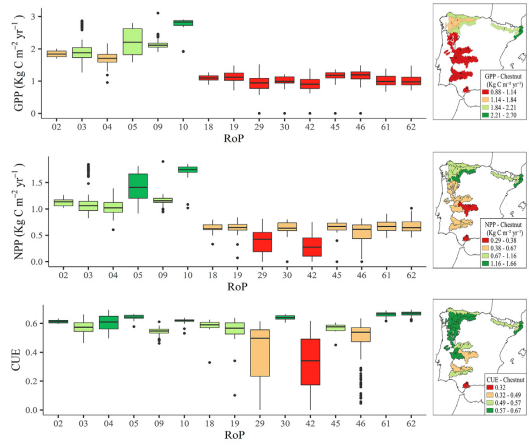 GPP (Kg C m⁻² yr⁻¹)
3
2
1
0
02 03 04 05 09 10 18 19 29 30 42 45 46 61 62
RoP
GPP - Chestnut
(Kg C m⁻² yr⁻¹)
0.88 - 1.14
1.14 - 1.84
1.84 - 2.21
2.21 - 2.70
NPP (Kg C m⁻² yr⁻¹)
1.5
1.0
0.5
0.0
02 03 04 05 09 10 18 19 29 30 42 45 46 61 62
RoP
NPP - Chestnut
(Kg C m⁻² yr⁻¹)
0.29 - 0.38
0.38 - 0.67
0.67 - 1.16
1.16 - 1.66
CUE
0.6
0.4
0.2
0.0
02 03 04 05 09 10 18 19 29 30 42 45 46 61 62
RoP
CUE - Chestnut
0.32
0.32 - 0.49
0.49 - 0.57
0.57 - 0.67